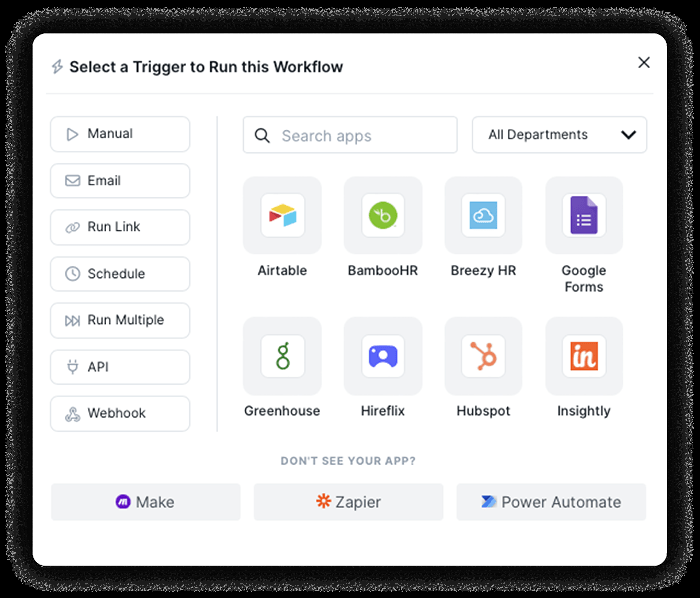 Select a Trigger to Run this Workflow
Manual
Email
Run Link
Schedule
Run Multiple
API
Webhook
Search apps
All Departments
Airtable
BambooHR
Breezy HR
Google
Forms
Greenhouse
Hireflix
Hubspot
Insightly
DON'T SEE YOUR APP?
Make
Zapier
Power Automate